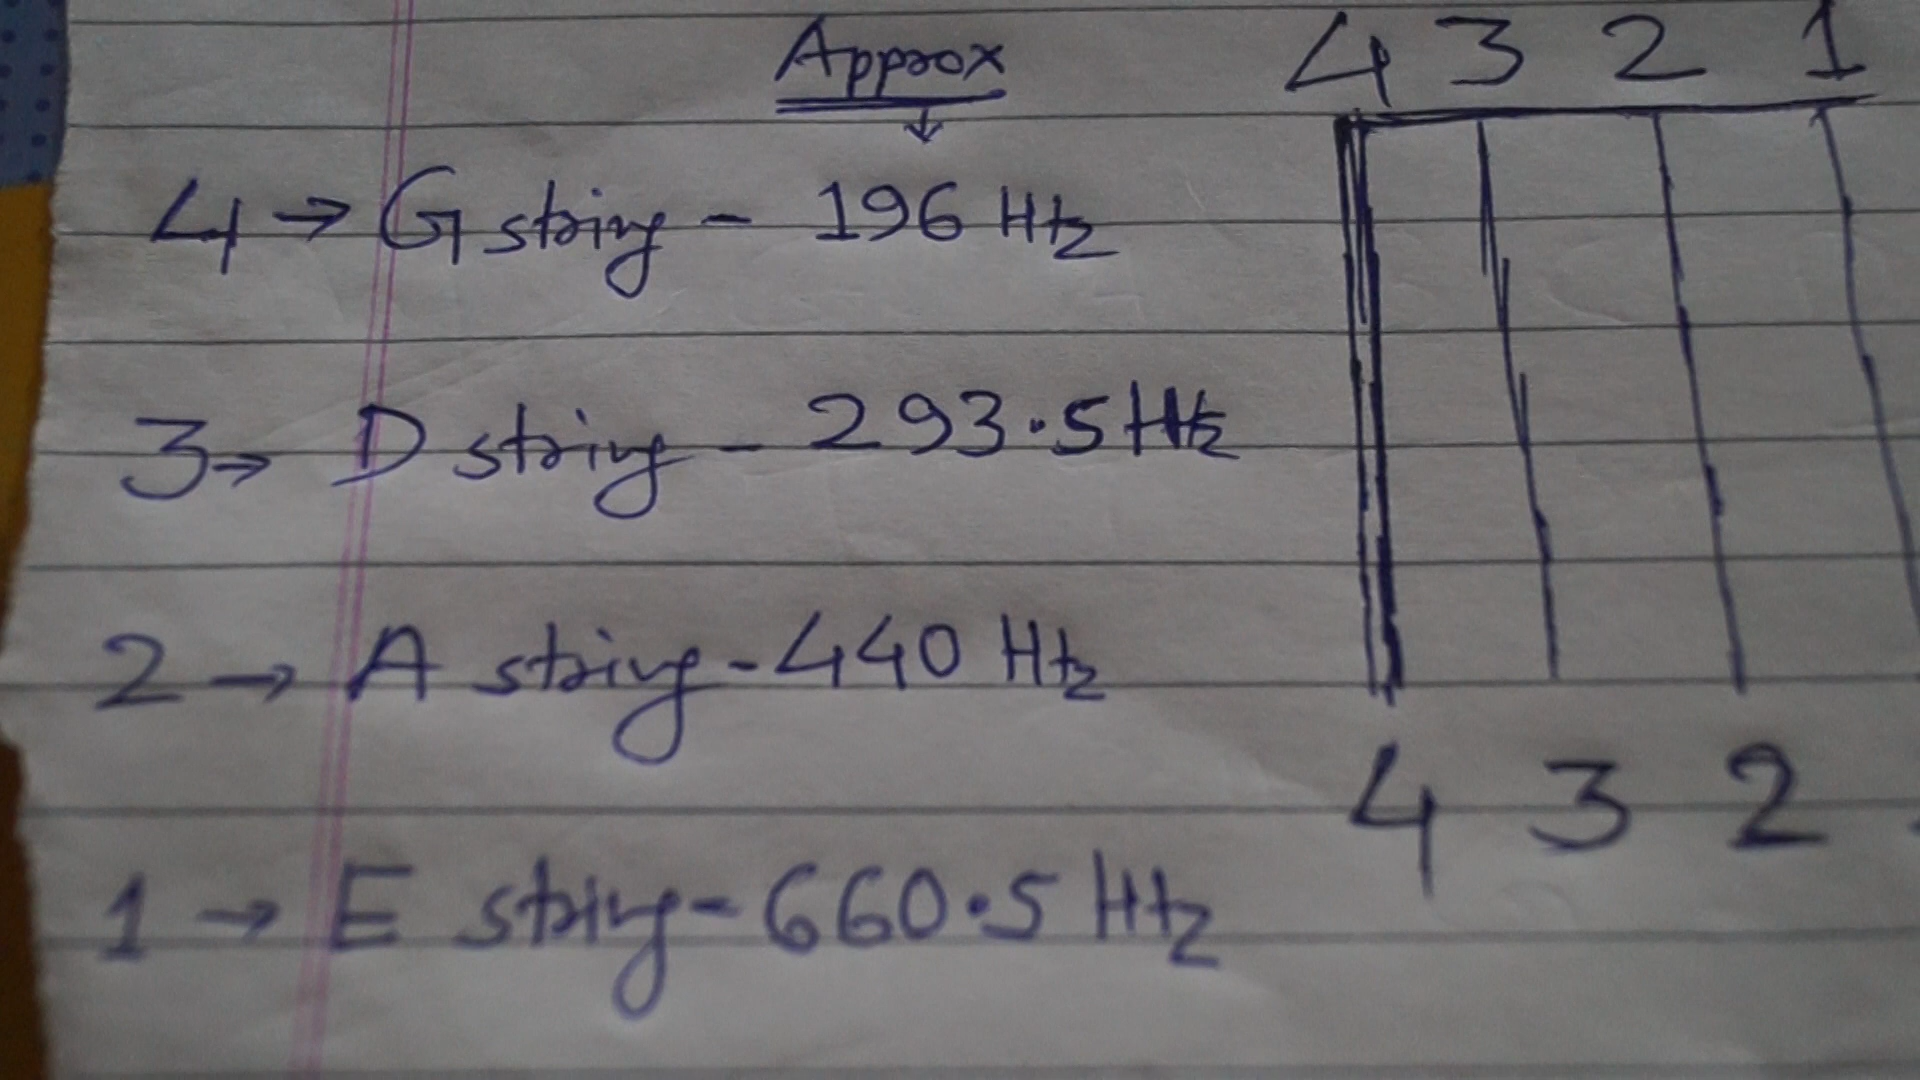 Approx
↓
4 3 2 1
4 → G string - 196 Hz
3 → D string - 293.5 Hz
2 → A string - 440 Hz
4 3 2
1 → E string - 660.5 Hz